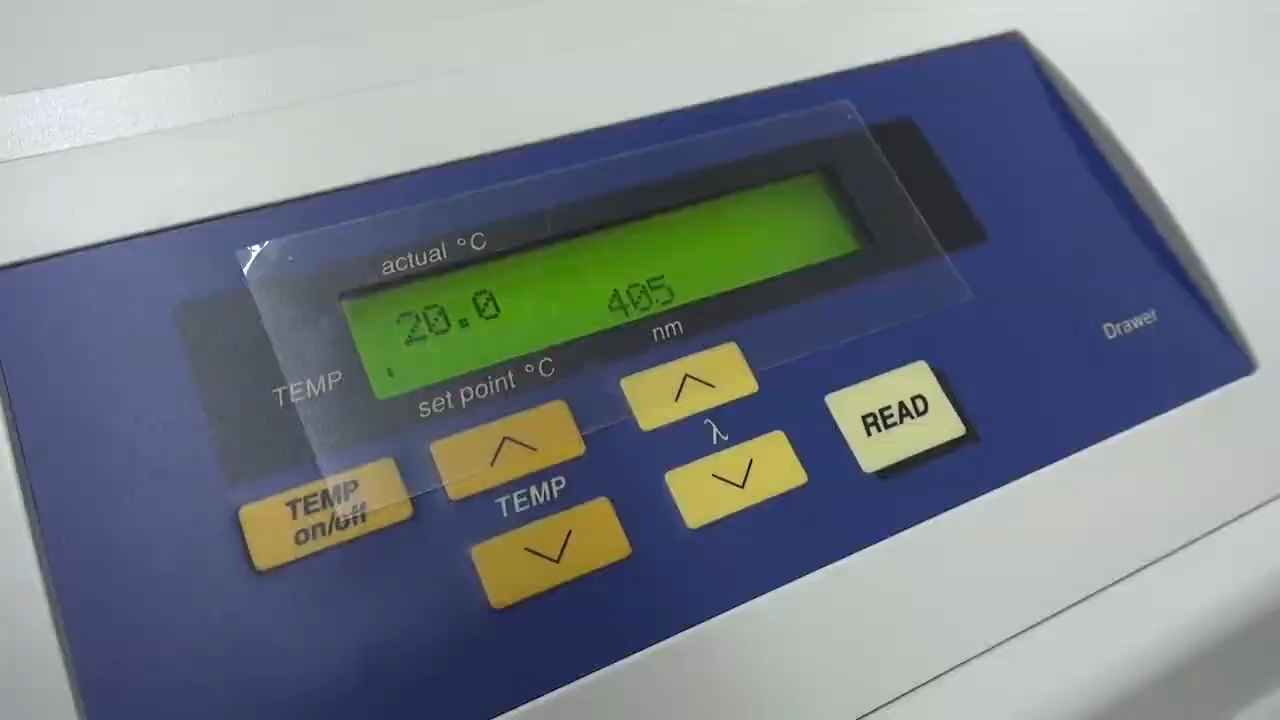 actual °C
20.0 405
nm
TEMP
set point °C
λ
TEMP on/off
TEMP
READ
Drawer